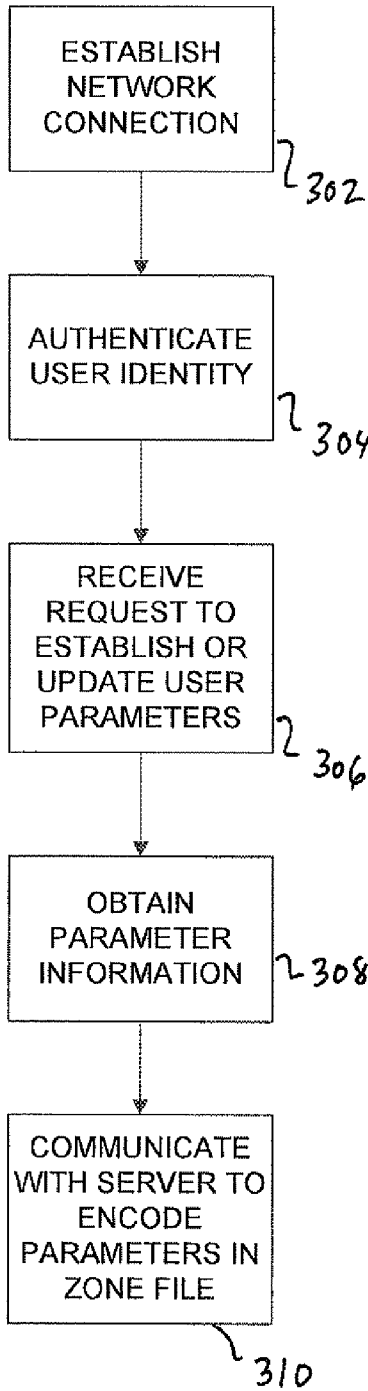 ESTABLISH
NETWORK
CONNECTION
302
AUTHENTICATE
USER IDENTITY
304
RECEIVE
REQUEST TO
ESTABLISH OR
UPDATE USER
PARAMETERS
306
OBTAIN
PARAMETER
INFORMATION
308
COMMUNICATE
WITH SERVER TO
ENCODE
PARAMETERS IN
ZONE FILE
310